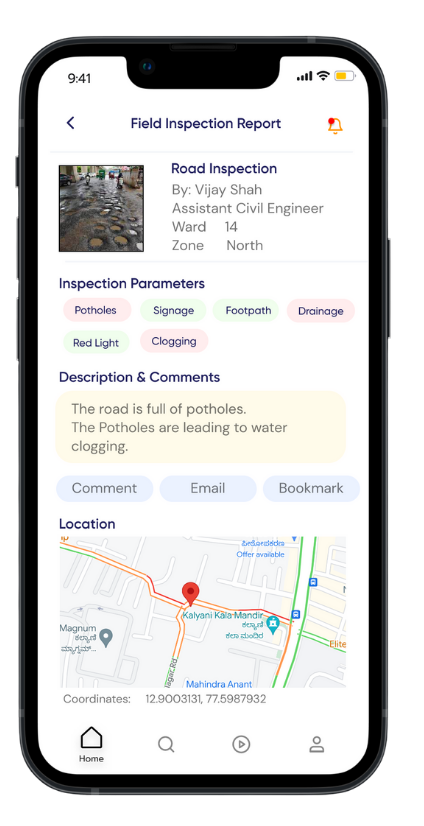 9:41
Field Inspection Report
Road Inspection
By: Vijay Shah
Assistant Civil Engineer
Ward 14
Zone North
Inspection Parameters
Potholes Signage Footpath Drainage
Red Light Clogging
Description & Comments
The road is full of potholes.
The Potholes are leading to water
clogging.
Comment Email Bookmark
Location
Offer available
Kalyani Kala Mandir
ಕಲ್ಯಾಣಿ
ಕಲಾ ಮಂದಿರ
Magnum
Elite
Mahindra Anant
Coordinates: 12.9003131, 77.5987932
Home